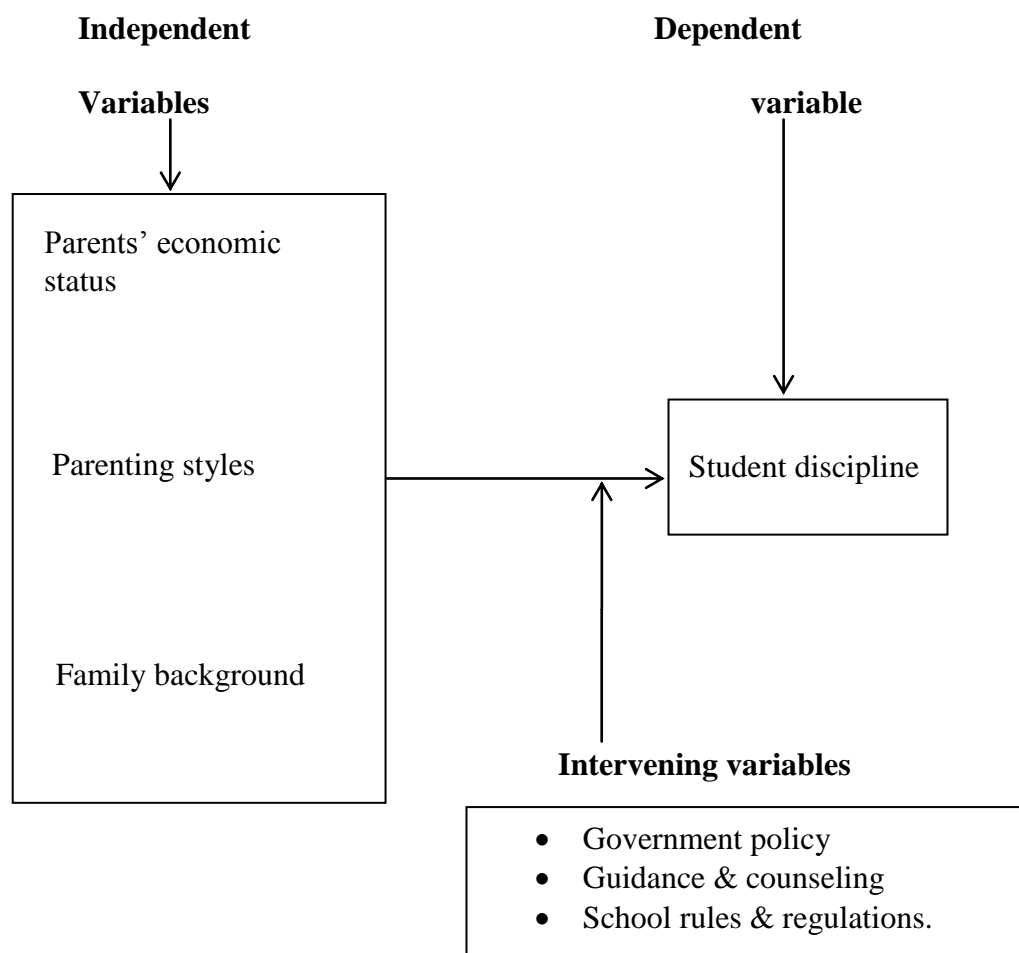 Independent
Variables
Dependent
variable
Parents’ economic
status
Parenting styles
Family background
Student discipline
Intervening variables
• Government policy
• Guidance & counseling
• School rules & regulations.